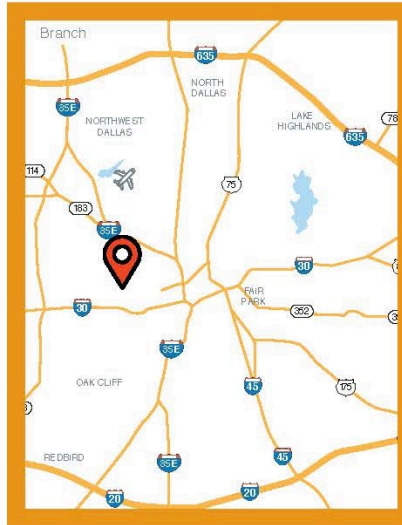 Branch
635
NORTH
DALLAS
35E
NORTHWEST
DALLAS
LAKE
HIGHLANDS
78
635
114
75
183
35E
30
FAIR
PARK
30
352
35E
OAK CLIFF
45
175
REDBIRD
35E
45
20
20